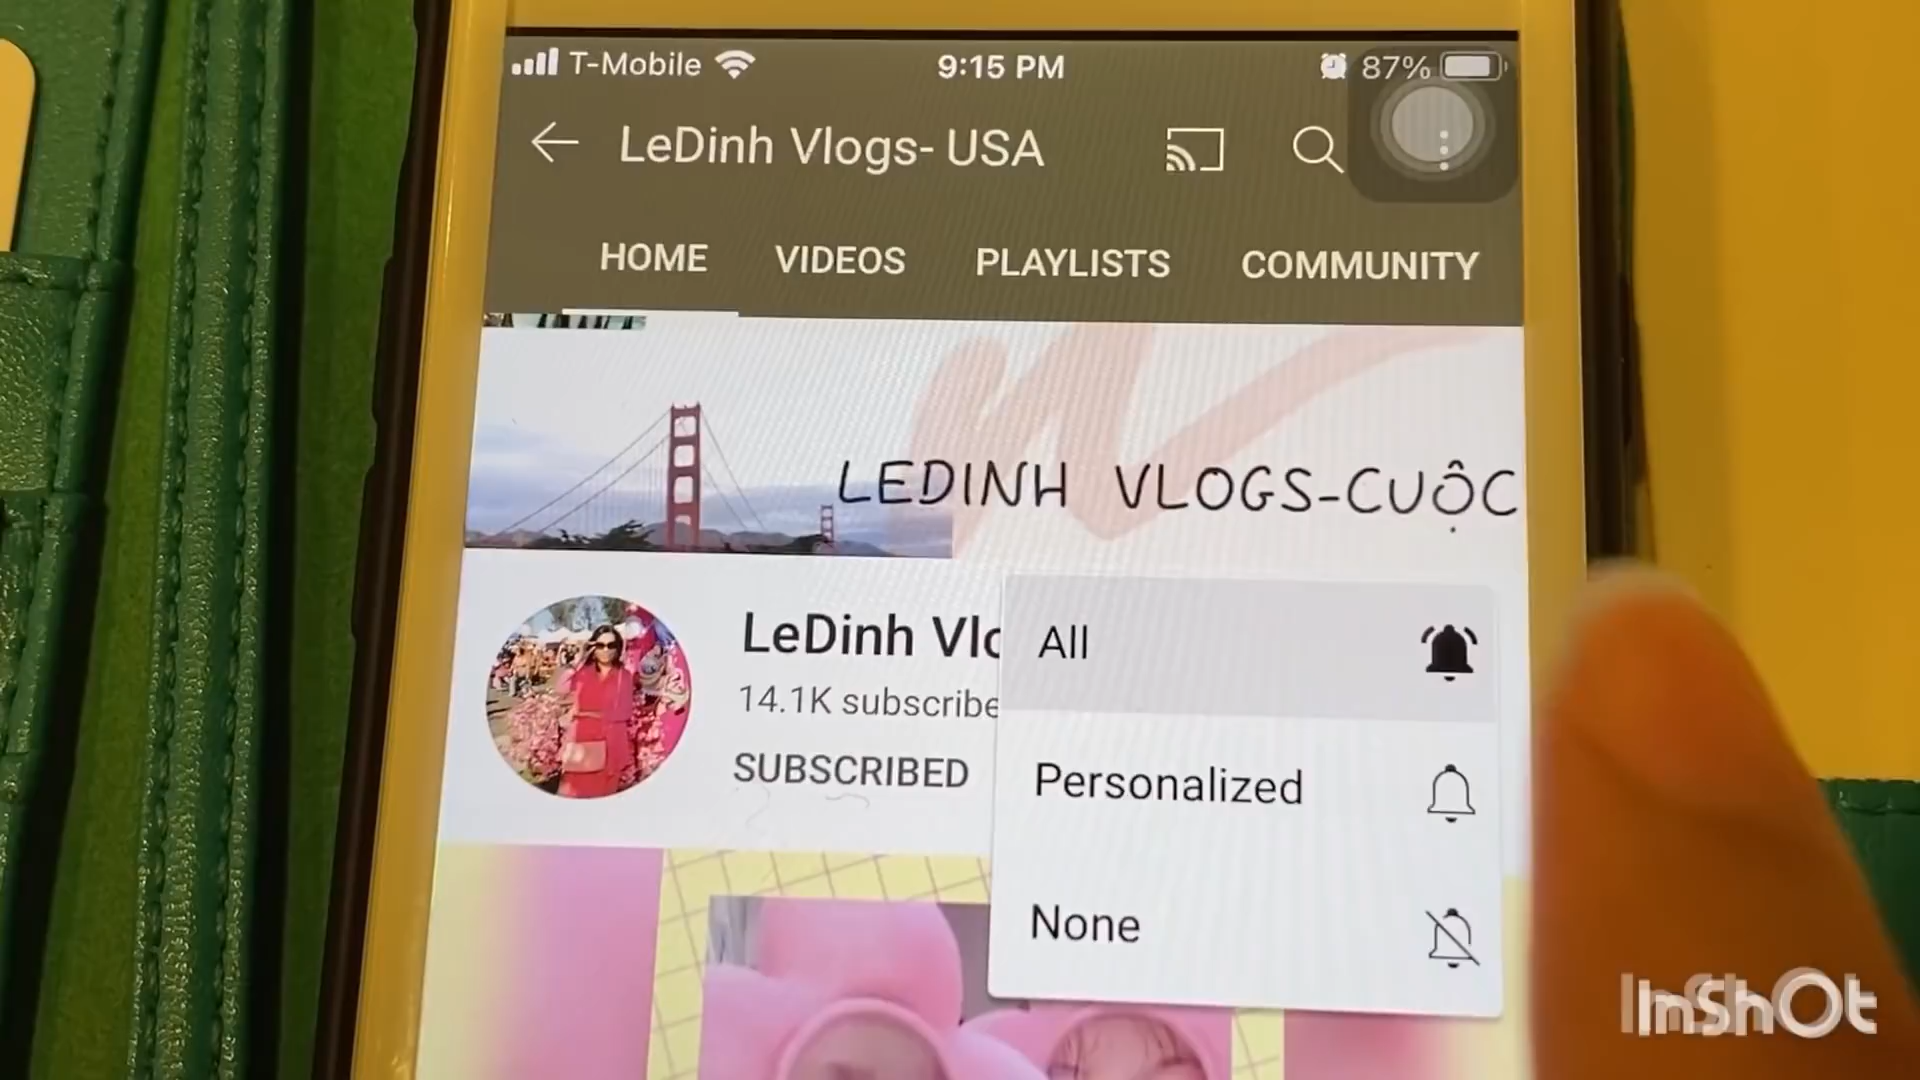 T-Mobile 9:15 PM 87%
LeDinh Vlogs- USA
HOME VIDEOS PLAYLISTS COMMUNITY
LEDINH VLOGS-CUỘC
LeDinh Vlo
14.1K subscribe
SUBSCRIBED
All
Personalized
None
InShOt